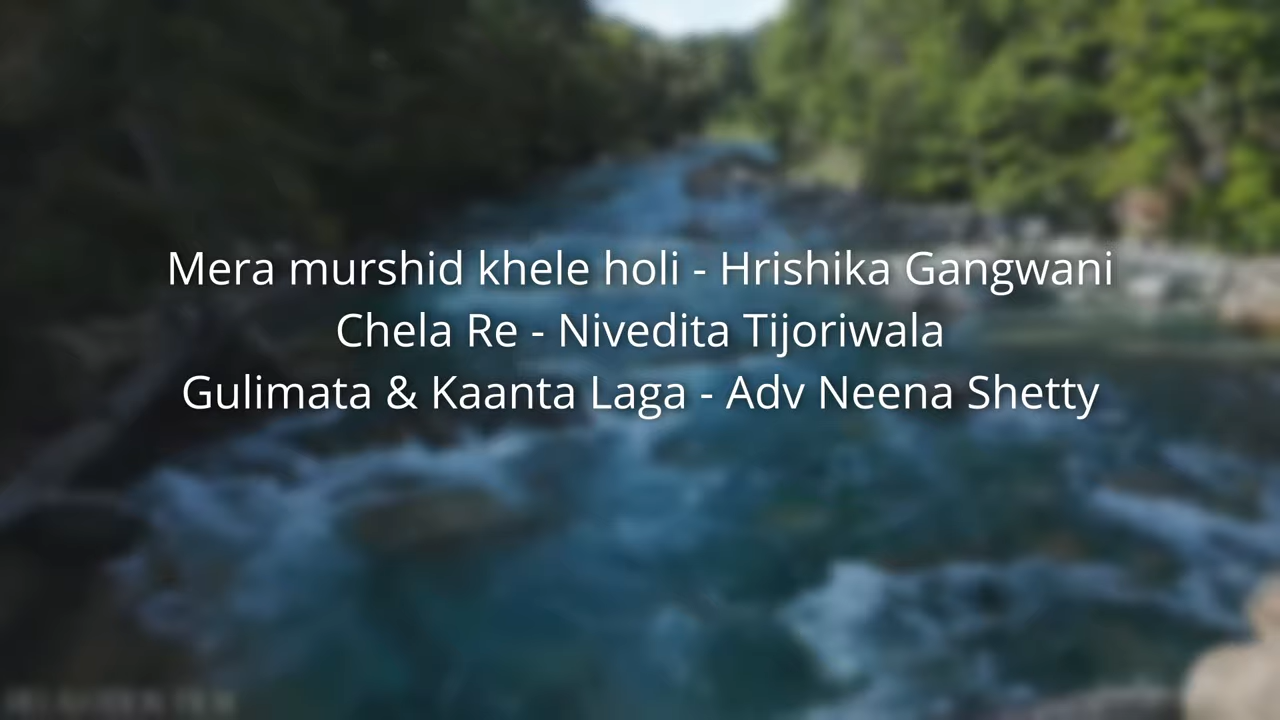 Mera murshid khele holi - Hrishika Gangwani
Chela Re - Nivedita Tijoriwala
Gulimata & Kaanta Laga - Adv Neena Shetty